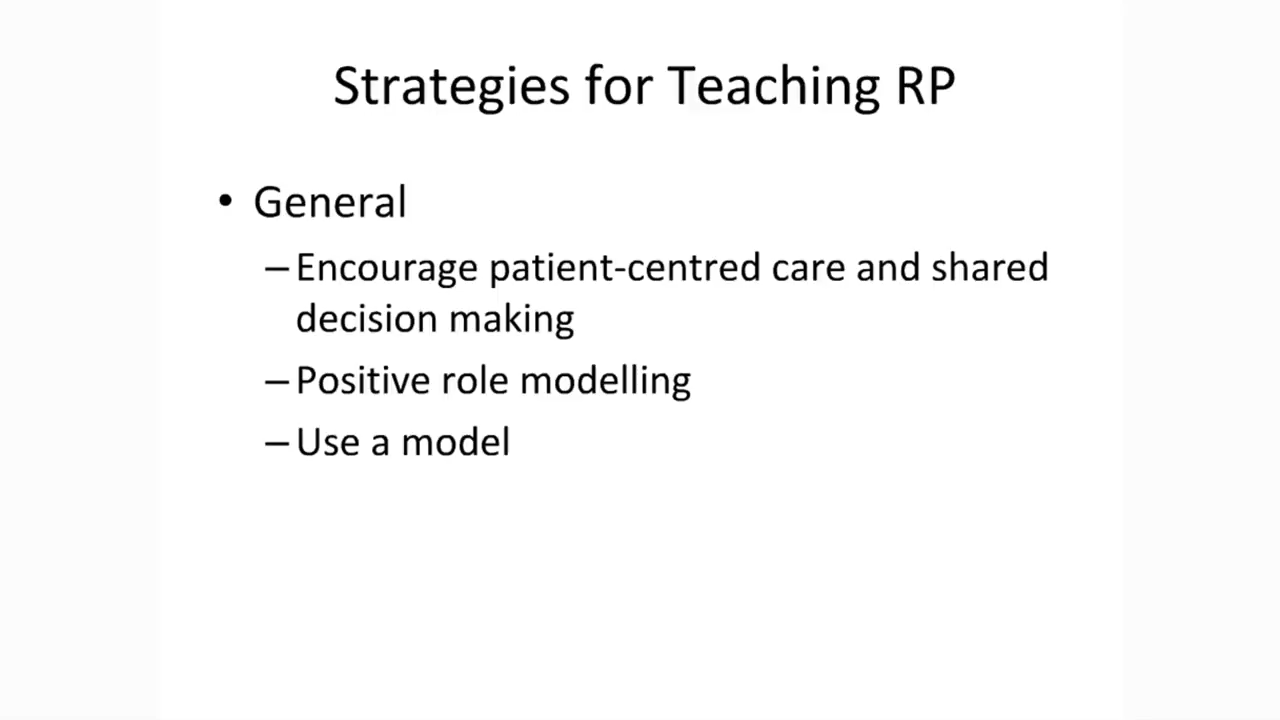 Strategies for Teaching RP
• General
– Encourage patient-centred care and shared
decision making
– Positive role modelling
– Use a model